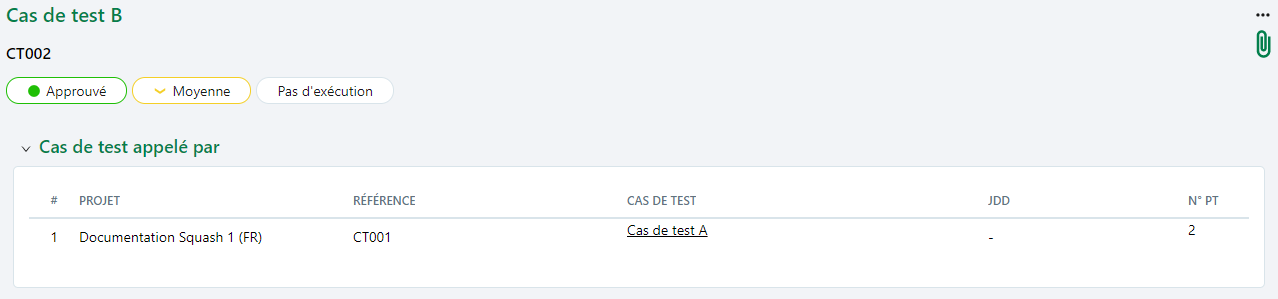 Cas de test B
CT002
Approuvé Moyenne Pas d'exécution
Cas de test appelé par
# PROJET RÉFÉRENCE CAS DE TEST JDD N° PT
1 Documentation Squash 1 (FR) CT001 Cas de test A - 2